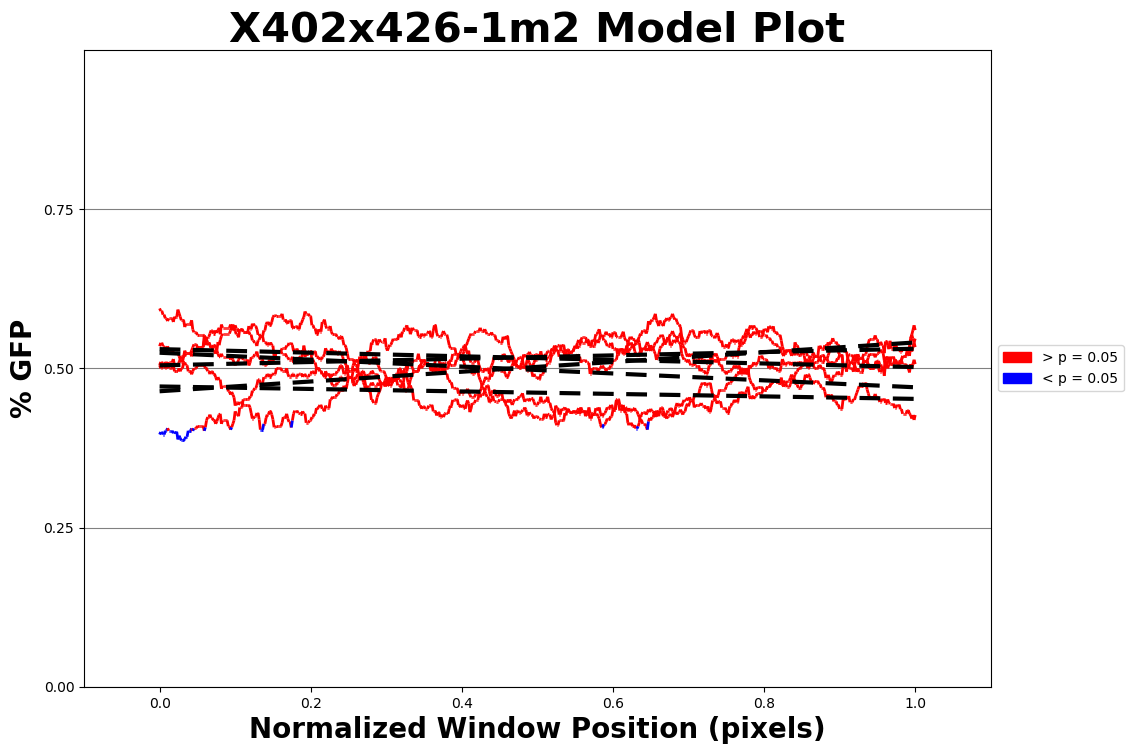 X402x426-1m2 Model Plot
% GFP
0.75
0.50
0.25
0.00
0.0 0.2 0.4 0.6 0.8 1.0
Normalized Window Position (pixels)
> p = 0.05
< p = 0.05